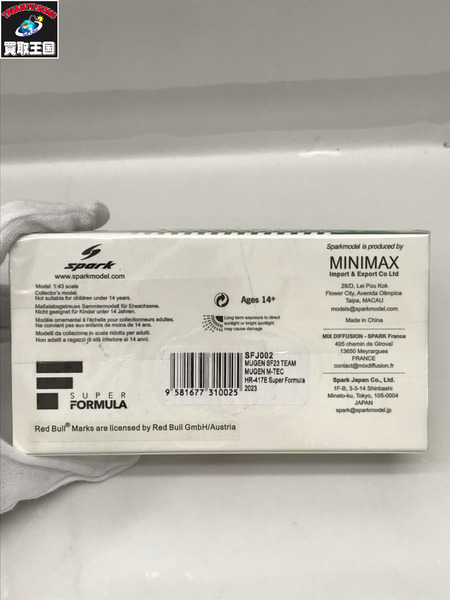 TREASURE KINGDOM
買取王国
spark
www.sparkmodel.com
Model: 1:43 scale
Collector's model.
Not suitable for children under 14 years.
Maßstabsgetreues Sammlermodell für Erwachsene.
Nicht geeignet für Kinder unter 14 Jahren.
Modèle ornemental à l'échelle pour collectionneurs adultes.
Ne convient pas aux enfants de moins de 14 ans.
Modelli da collezione in scala ridotta per adulti.
Non adatti a ragazzi di età inferiore ai 14 anni.
Ages 14+
Long term exposure to direct
sunlight or bright spotlight
may cause damage
Sparkmodel is produced by
MINIMAX
Import & Export Co Ltd
28/D, Lei Pou Kok
Flower City, Avenida Olimpica
Taipa, MACAU
models@sparkmodel.com
Made in China
MIX DIFFUSION - SPARK France
405 chemin de Giroval
13650 Meyrargues
FRANCE
contact@mixdiffusion.fr
Spark Japan Co., Ltd.
1F-B, 3-3-14 Shibashinnmei
Minato-ku, Tokyo, 105-0004
JAPAN
spark@sparkmodel.jp
SUPER
FORMULA
9 581677 310025
SFJ002
MUGEN SF23 TEAM
MUGEN M-TEC
HR-417E Super Formula
2023
Red Bull® Marks are licensed by Red Bull GmbH/Austria